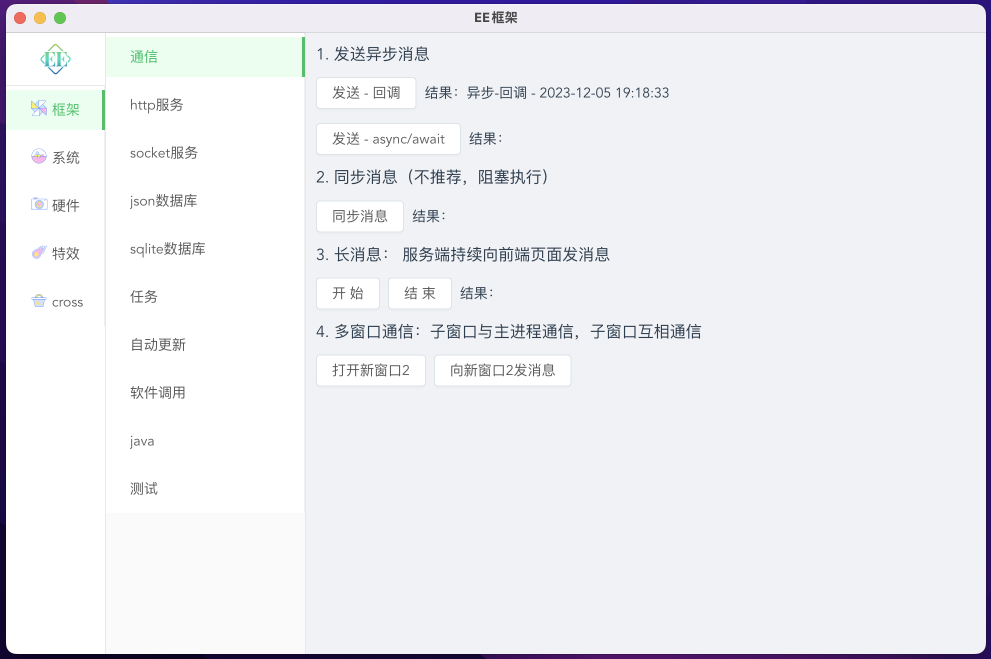 EE框架
EE
框架
系统
硬件
特效
cross
通信
http服务
socket服务
json数据库
sqlite数据库
任务
自动更新
软件调用
java
测试
1. 发送异步消息
发送 - 回调 结果：异步-回调 - 2023-12-05 19:18:33
发送 - async/await 结果：
2. 同步消息（不推荐，阻塞执行）
同步消息 结果：
3. 长消息： 服务端持续向前端页面发消息
开 始 结 束 结果：
4. 多窗口通信：子窗口与主进程通信，子窗口互相通信
打开新窗口2 向新窗口2发消息